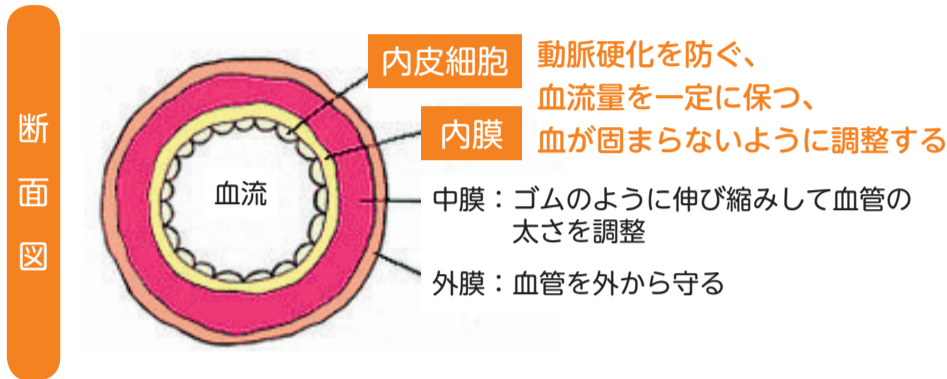 断面図
内皮細胞
動脈硬化を防ぐ、
血流量を一定に保つ、
内膜
血が固まらないように調整する
血流
中膜：ゴムのように伸び縮みして血管の
太さを調整
外膜：血管を外から守る